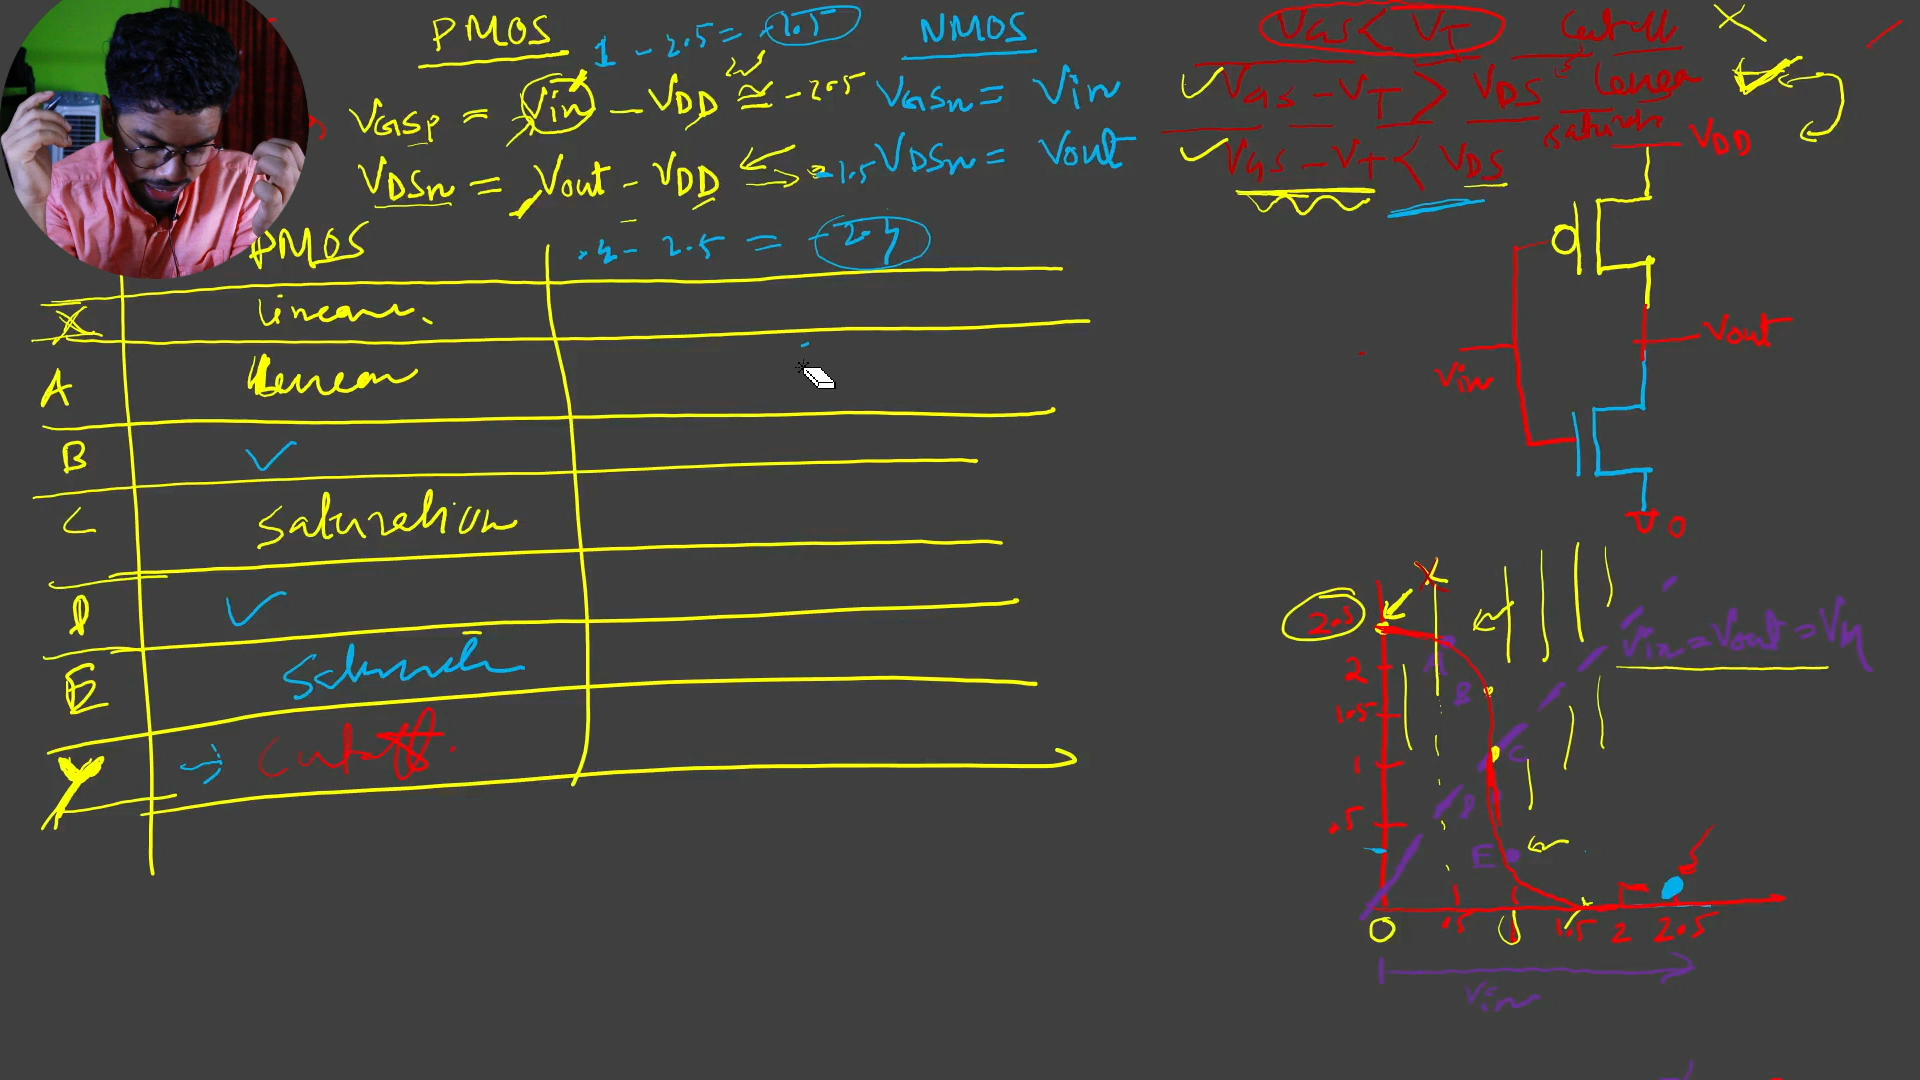 PMOS
1 - 2.5 = -1.5
VGSp = Vin - VDD ≅ -2.5
VDSn = Vout - VDD
-1.5
.4 - 2.5 = -2.4
NMOS
VGSn = Vin
VDSn = Vout
VGS < VT cutoff
VGS - VT > VDS linear
VGS - VT < VDS
VDD
Vout
Vin
0
PMOS
X linear.
A linear
B ✓
C saturation
D ✓
E
Y → Cutoff.
X
2.5
2
1.5
1
.5
A
B
C
D
E
Vin = Vout = VM
0 .5 1 1.5 2 2.5
Vin